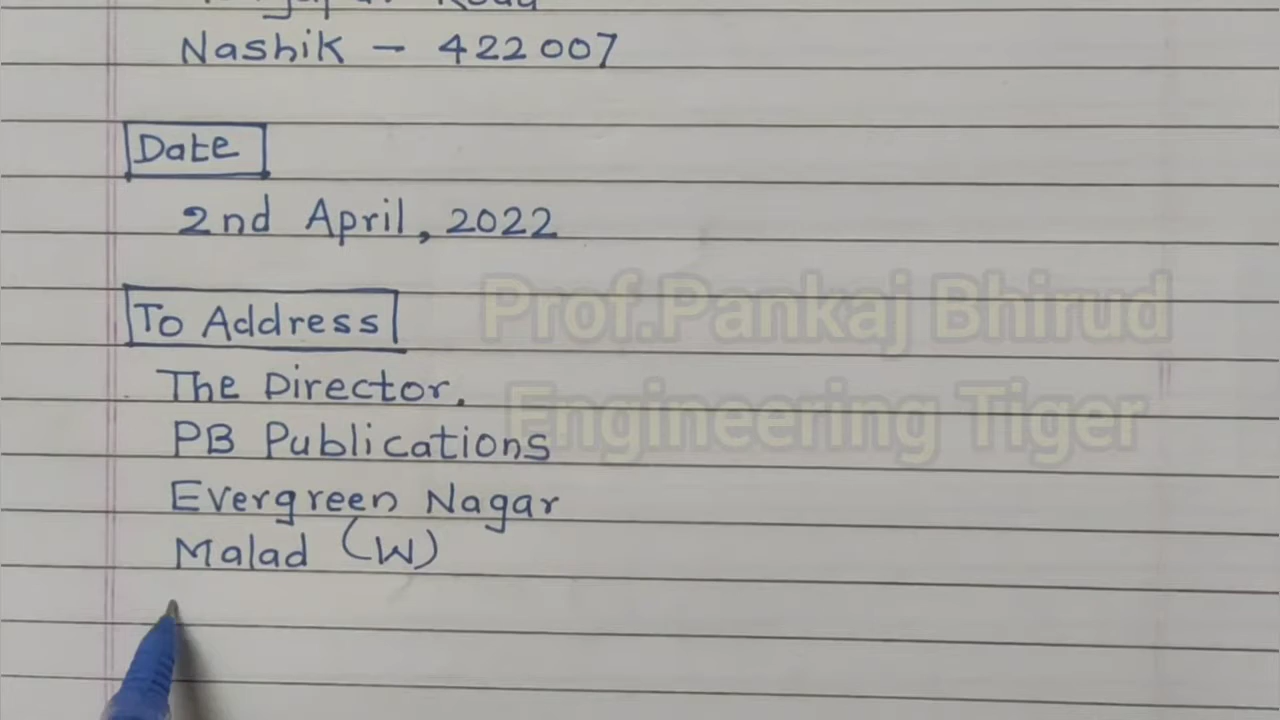 Road
Nashik - 422007
Date
2nd April, 2022
To Address
The Director.
PB Publications
Evergreen Nagar
Malad (W)
Prof.Pankaj Bhirud
Engineering Tiger